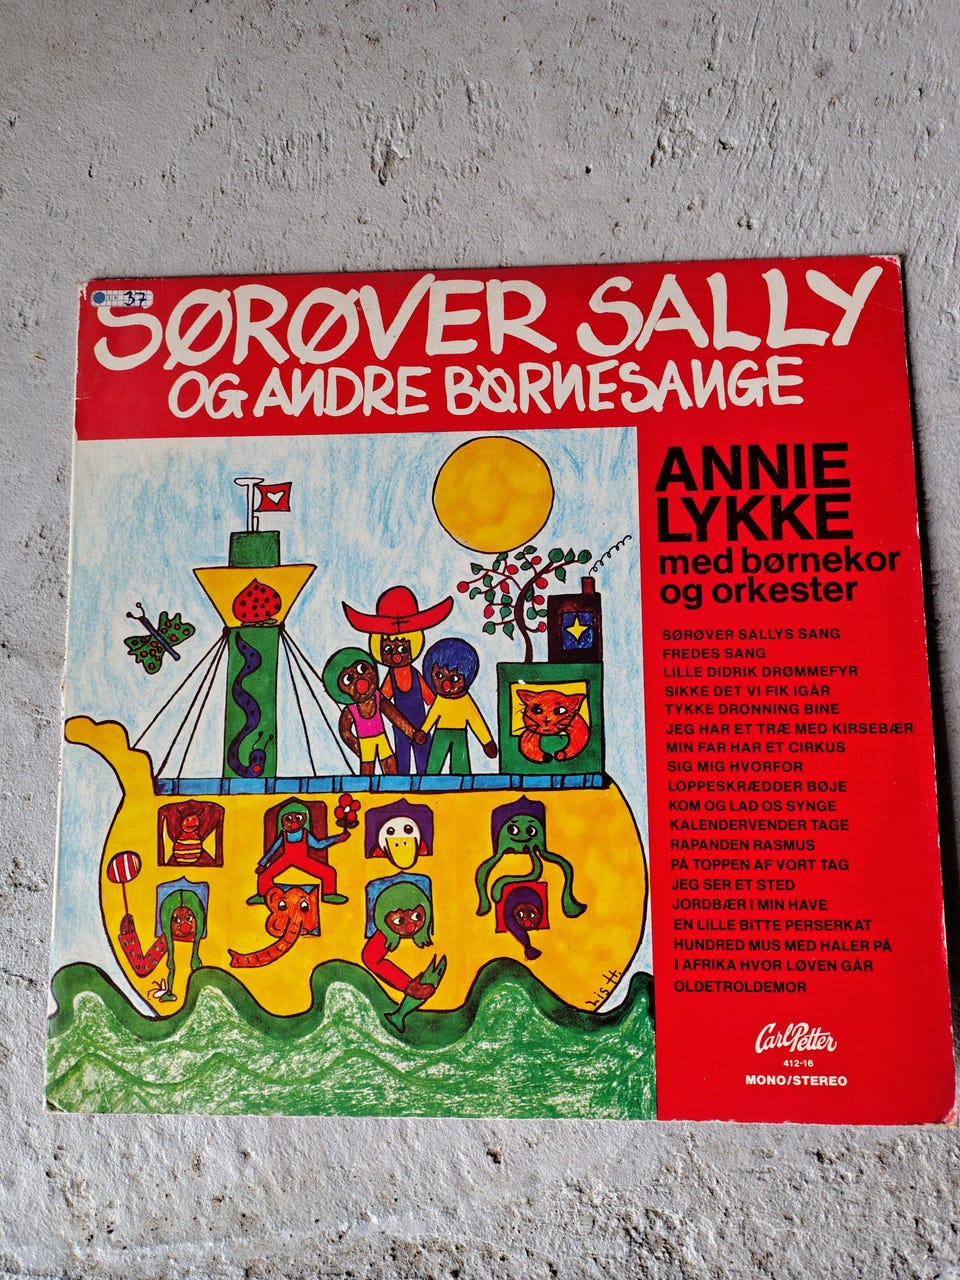 37
SØRØVER SALLY
OG ANDRE BØRNESANGE
ANNIE
LYKKE
med børnekor
og orkester
SØRØVER SALLYS SANG
FREDES SANG
LILLE DIDRIK DRØMMEFYR
SIKKE DET VI FIK IGÅR
TYKKE DRONNING BINE
JEG HAR ET TRÆ MED KIRSEBÆR
MIN FAR HAR ET CIRKUS
SIG MIG HVORFOR
LOPPESKRÆDDER BØJE
KOM OG LAD OS SYNGE
KALENDERVENDER TAGE
RAPANDEN RASMUS
PÅ TOPPEN AF VORT TAG
JEG SER ET STED
JORDBÆR I MIN HAVE
EN LILLE BITTE PERSERKAT
HUNDRED MUS MED HALER PÅ
I AFRIKA HVOR LØVEN GÅR
OLDETROLDEMOR
Lis H.
Carl Petter
412-16
MONO/STEREO